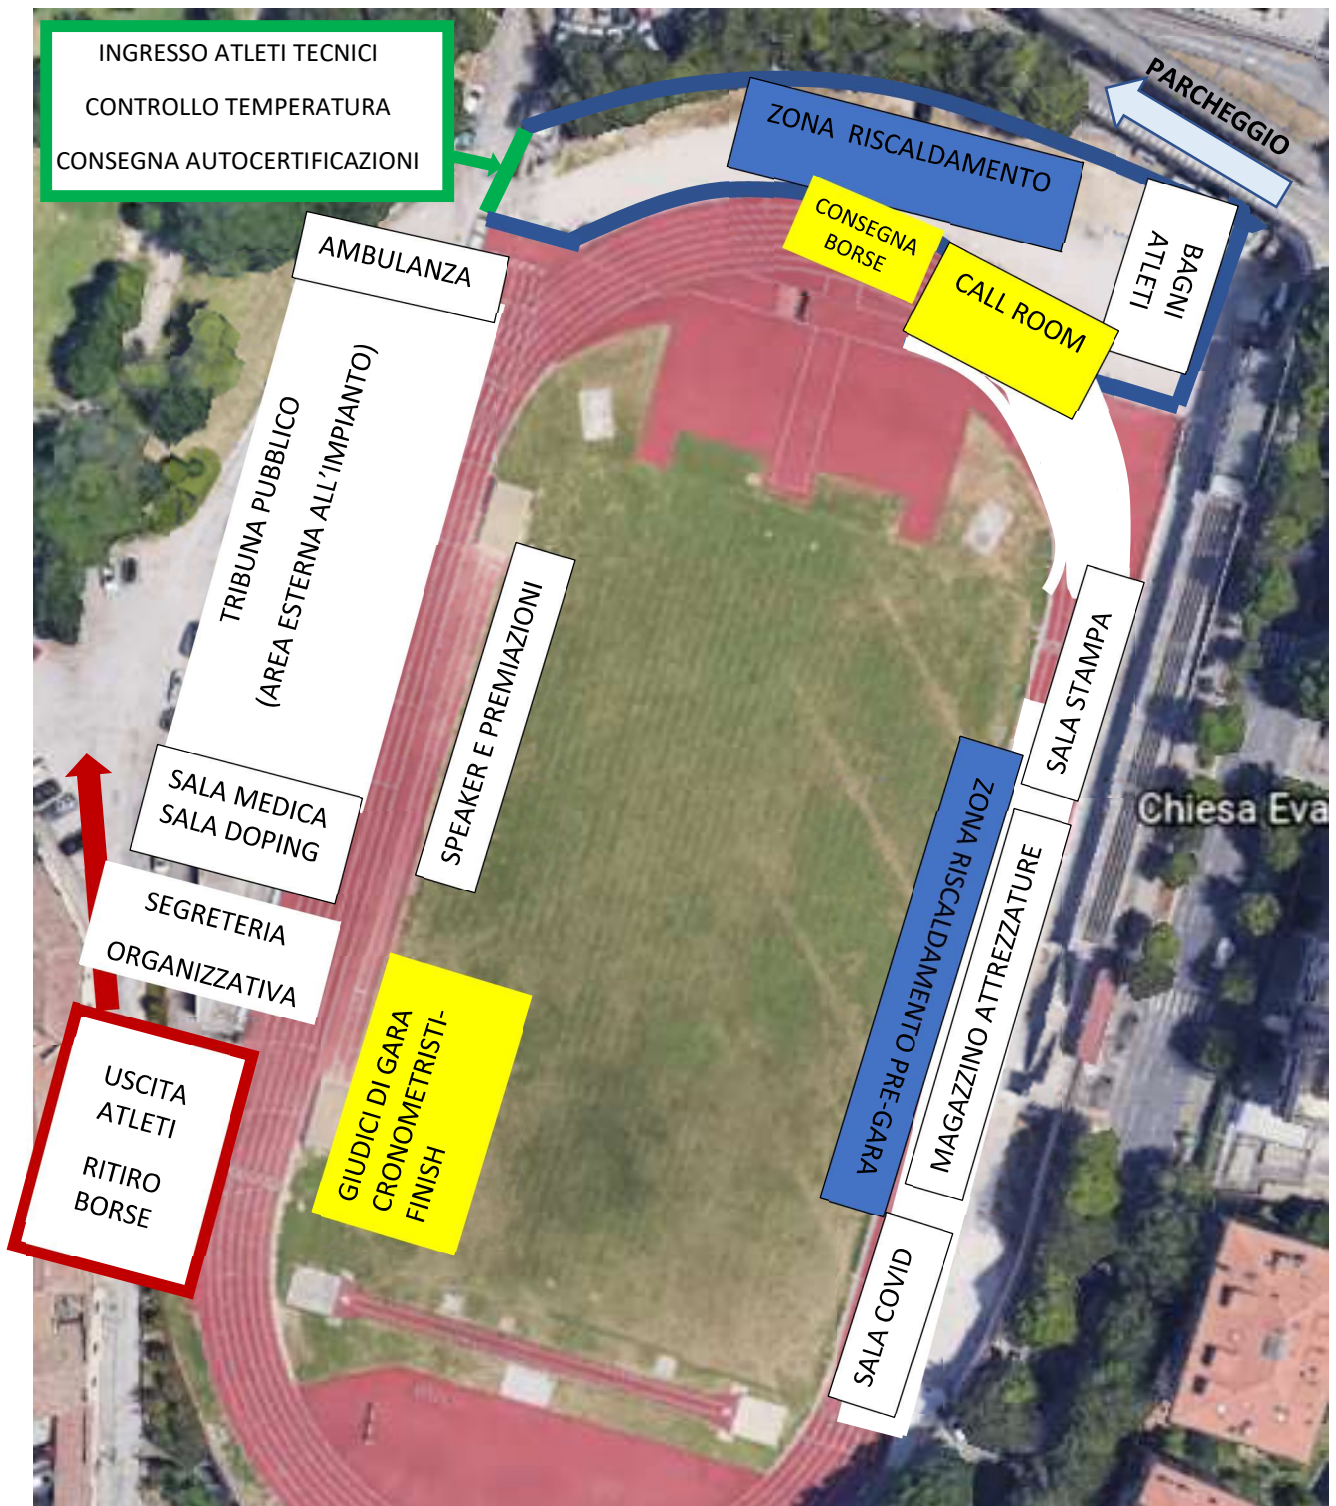 INGRESSO ATLETI TECNICI
CONTROLLO TEMPERATURA
CONSEGNA AUTOCERTIFICAZIONI
PARCHEGGIO
ZONA RISCALDAMENTO
CONSEGNA
BORSE
CALL ROOM
BAGNI
ATLETI
AMBULANZA
TRIBUNA PUBBLICO
(AREA ESTERNA ALL'IMPIANTO)
SPEAKER E PREMIAZIONI
SALA STAMPA
ZONA RISCALDAMENTO PRE-GARA
MAGAZZINO ATTREZZATURE
Chiesa Eva
SALA MEDICA
SALA DOPING
SEGRETERIA
ORGANIZZATIVA
GIUDICI DI GARA
CRONOMETRISTI-
FINISH
USCITA
ATLETI
RITIRO
BORSE
SALA COVID